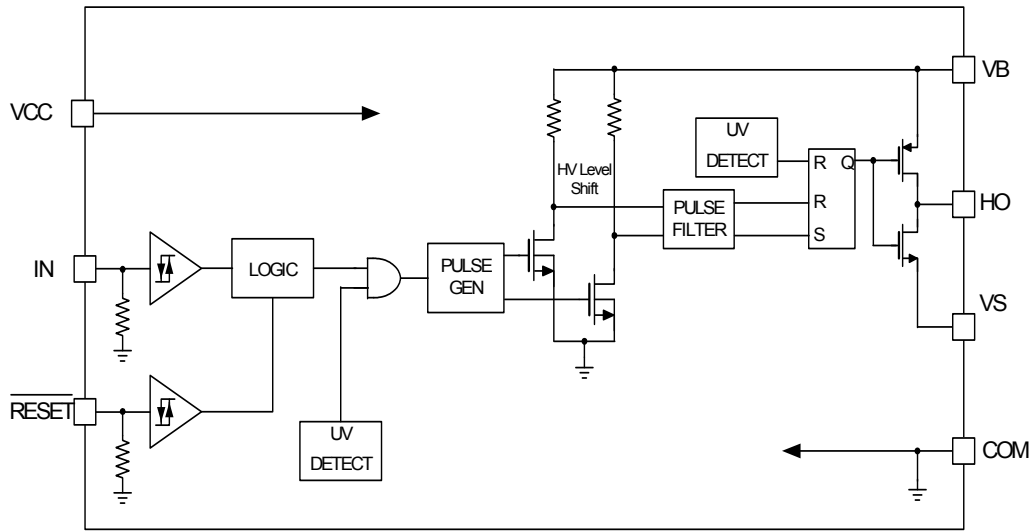 VCC
VB
UV
DETECT
R
Q
HV Level
Shift
R
HO
PULSE
FILTER
S
IN
LOGIC
PULSE
GEN
VS
RESET
UV
DETECT
COM